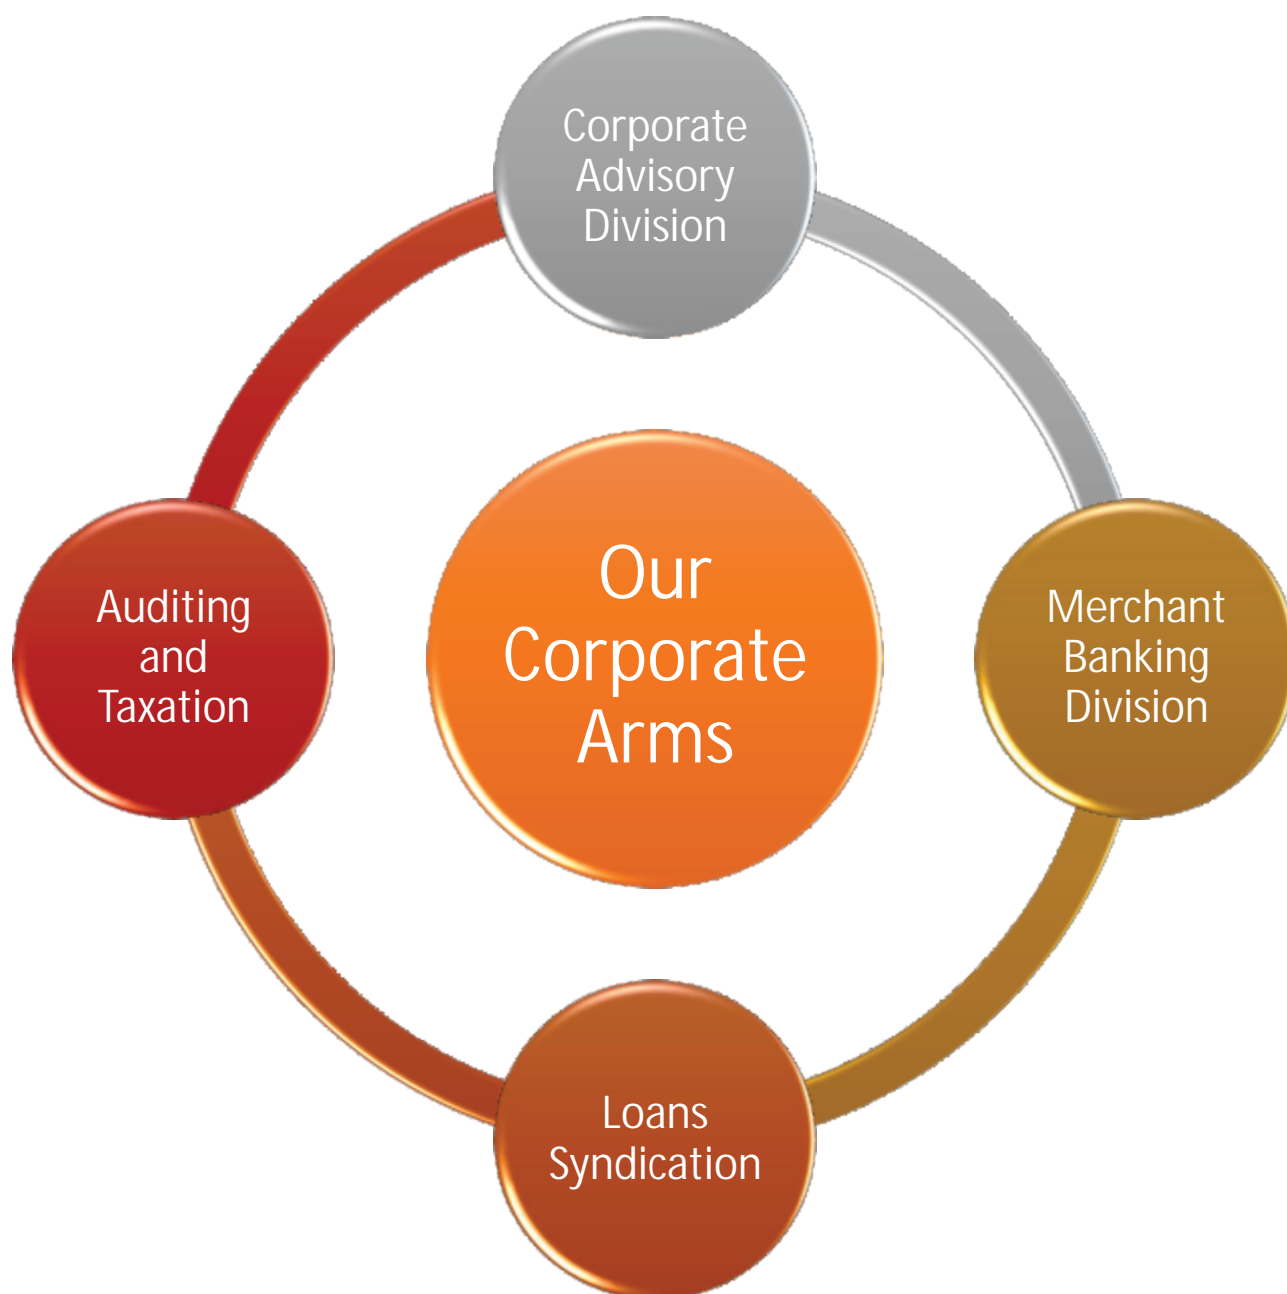 Corporate
Advisory
Division
Our
Corporate
Arms
Auditing
and
Taxation
Merchant
Banking
Division
Loans
Syndication